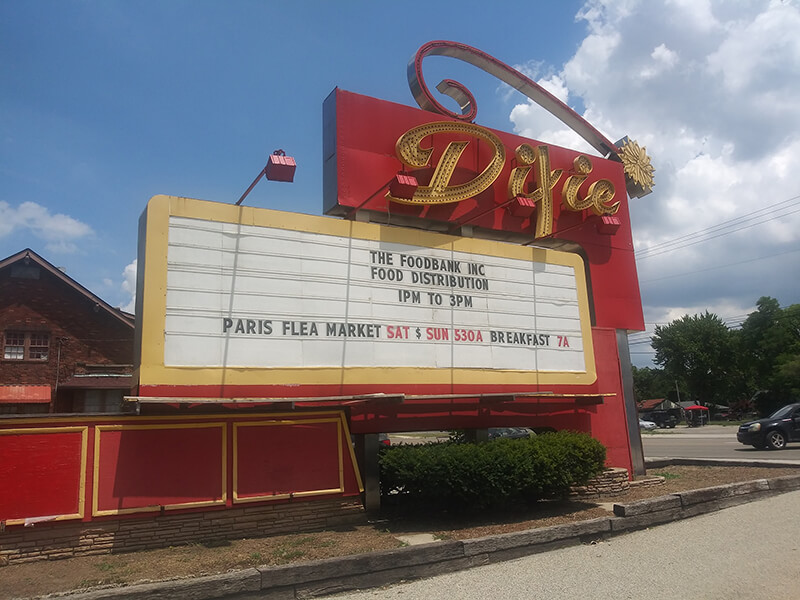 Dixie
THE FOODBANK INC
FOOD DISTRIBUTION
1PM TO 3PM
PARIS FLEA MARKET SAT $ SUN 530A BREAKFAST 7A